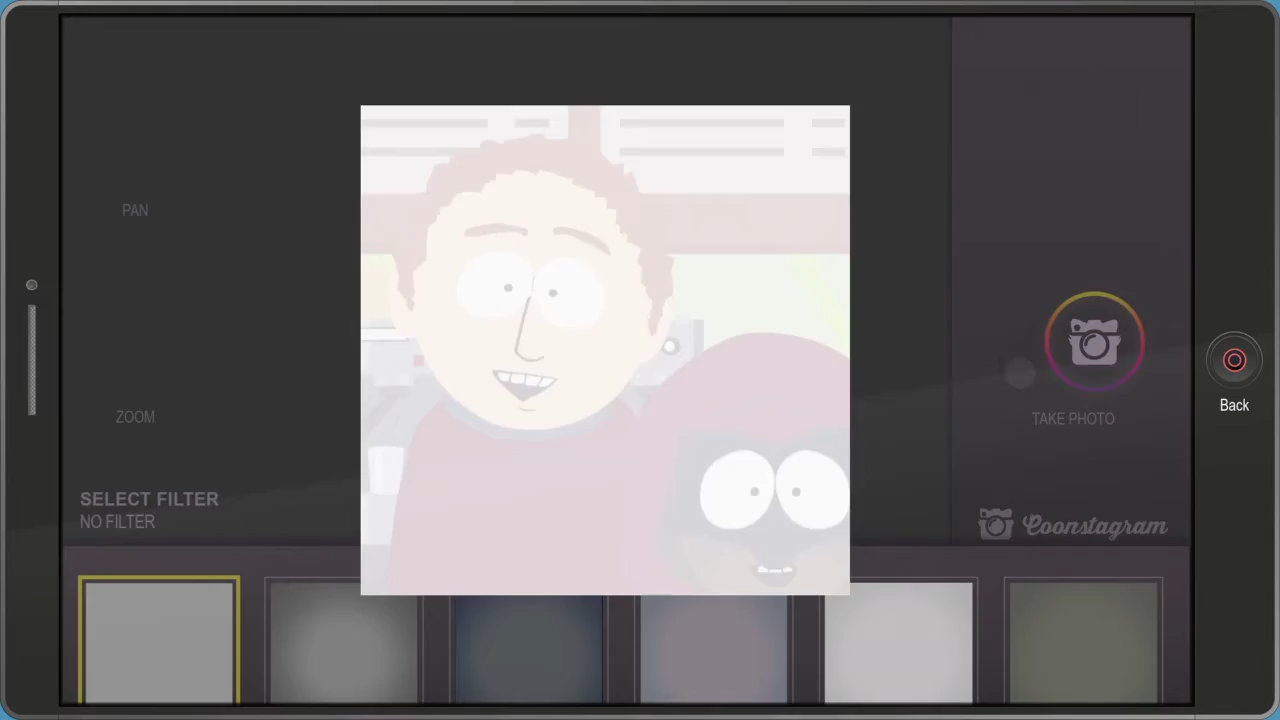 PAN
ZOOM
SELECT FILTER
NO FILTER
TAKE PHOTO
Coonstagram
Back